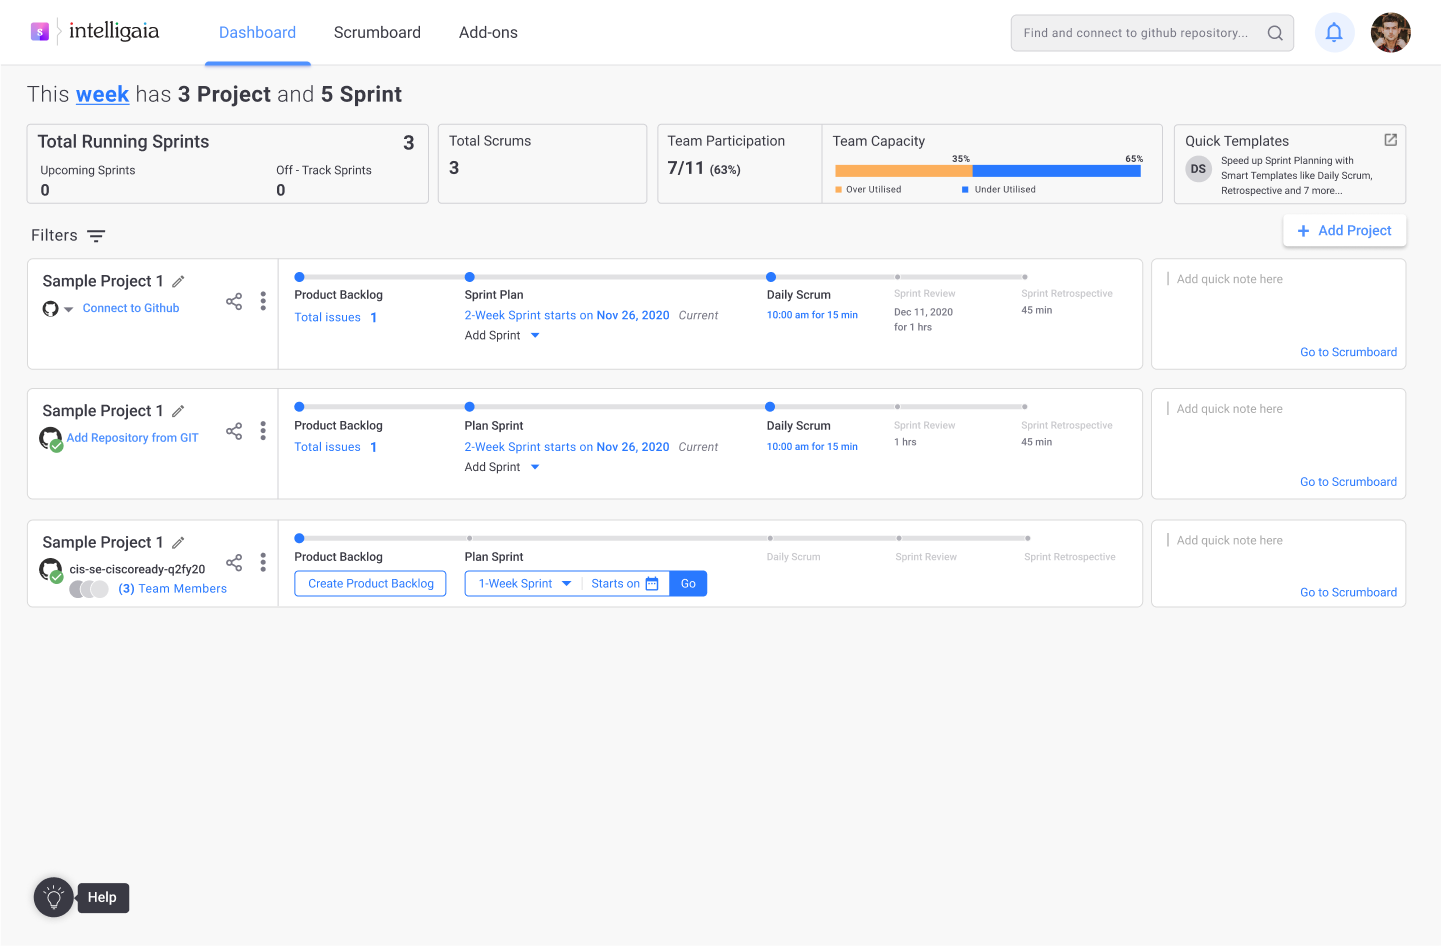 s intelligaia Dashboard Scrumboard Add-ons Find and connect to github repository...
This week has 3 Project and 5 Sprint
Total Running Sprints 3
Upcoming Sprints Off - Track Sprints
0 0
Total Scrums
3
Team Participation
7/11 (63%)
Team Capacity
35% 65%
Over Utilised Under Utilised
Quick Templates
DS
Speed up Sprint Planning with
Smart Templates like Daily Scrum,
Retrospective and 7 more...
Filters
+ Add Project
Sample Project 1
Connect to Github
Product Backlog
Total issues 1
Sprint Plan
2-Week Sprint starts on Nov 26, 2020 Current
Add Sprint
Daily Scrum
10:00 am for 15 min
Sprint Review
Dec 11, 2020
for 1 hrs
Sprint Retrospective
45 min
Add quick note here
Go to Scrumboard
Sample Project 1
Add Repository from GIT
Product Backlog
Total issues 1
Plan Sprint
2-Week Sprint starts on Nov 26, 2020 Current
Add Sprint
Daily Scrum
10:00 am for 15 min
Sprint Review
1 hrs
Sprint Retrospective
45 min
Add quick note here
Go to Scrumboard
Sample Project 1
cis-se-ciscoready-q2fy20
(3) Team Members
Product Backlog
Create Product Backlog
Plan Sprint
1-Week Sprint Starts on Go
Daily Scrum
Sprint Review
Sprint Retrospective
Add quick note here
Go to Scrumboard
Help